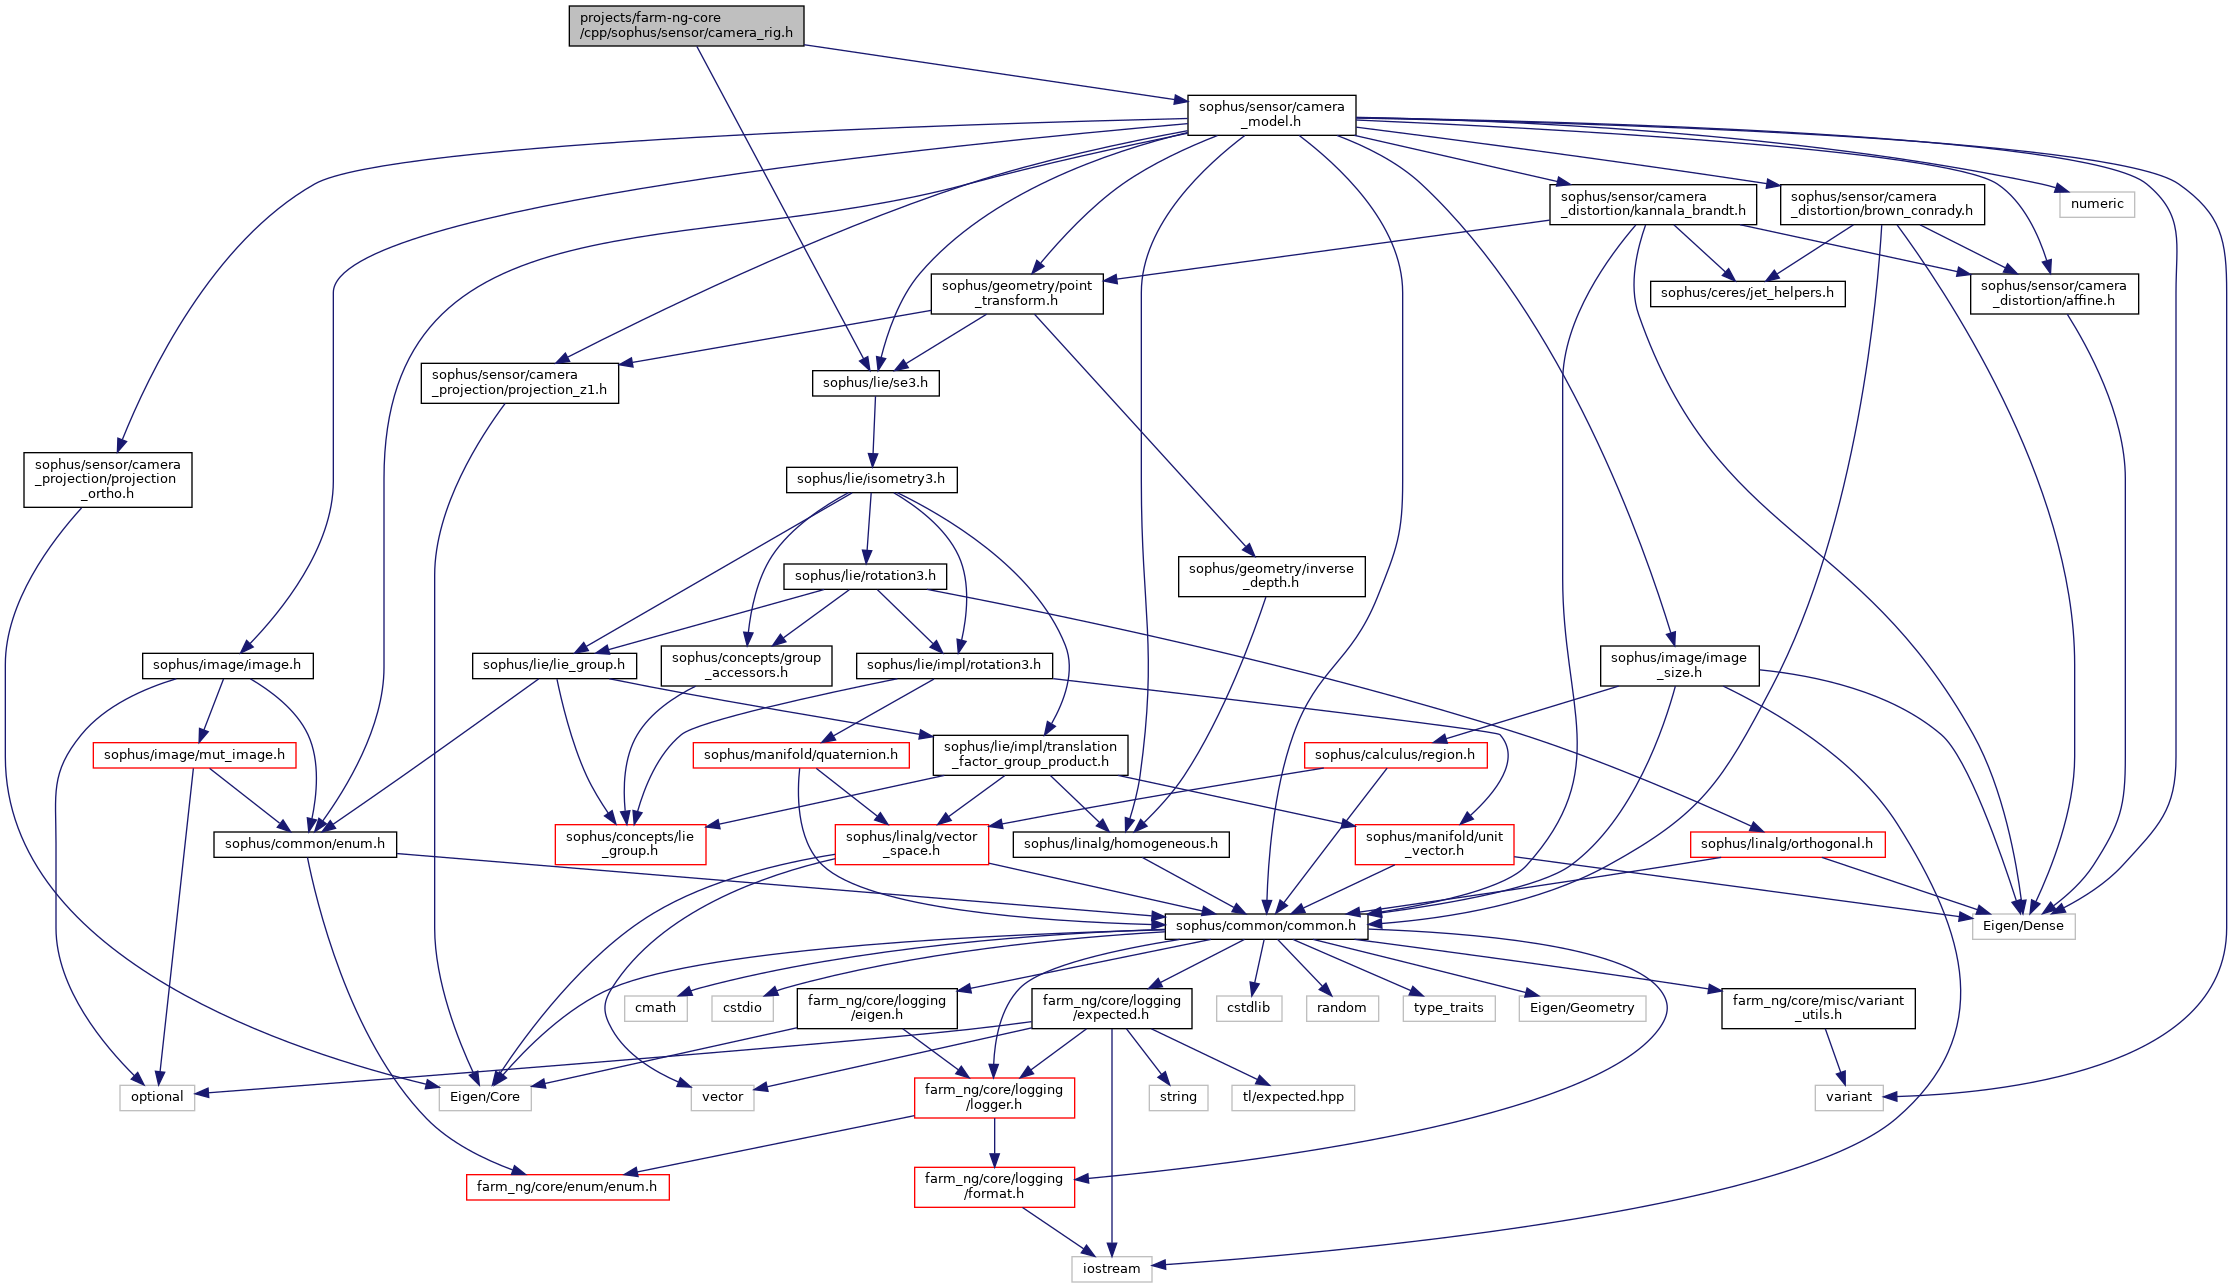 projects/farm-ng-core
/cpp/sophus/sensor/camera_rig.h
sophus/sensor/camera
_model.h
sophus/sensor/camera
_distortion/kannala_brandt.h
sophus/sensor/camera
_distortion/brown_conrady.h
numeric
sophus/geometry/point
_transform.h
sophus/ceres/jet_helpers.h
sophus/sensor/camera
_distortion/affine.h
sophus/sensor/camera
_projection/projection_z1.h
sophus/lie/se3.h
sophus/sensor/camera
_projection/projection
_ortho.h
sophus/lie/isometry3.h
sophus/lie/rotation3.h
sophus/geometry/inverse
_depth.h
sophus/image/image.h
sophus/lie/lie_group.h
sophus/concepts/group
_accessors.h
sophus/lie/impl/rotation3.h
sophus/image/image
_size.h
sophus/image/mut_image.h
sophus/manifold/quaternion.h
sophus/lie/impl/translation
_factor_group_product.h
sophus/calculus/region.h
sophus/common/enum.h
sophus/concepts/lie
_group.h
sophus/linalg/vector
_space.h
sophus/linalg/homogeneous.h
sophus/manifold/unit
_vector.h
sophus/linalg/orthogonal.h
sophus/common/common.h
Eigen/Dense
cmath
cstdio
farm_ng/core/logging
/eigen.h
farm_ng/core/logging
/expected.h
cstdlib
random
type_traits
Eigen/Geometry
farm_ng/core/misc/variant
_utils.h
optional
Eigen/Core
vector
farm_ng/core/logging
/logger.h
string
tl/expected.hpp
variant
farm_ng/core/enum/enum.h
farm_ng/core/logging
/format.h
iostream